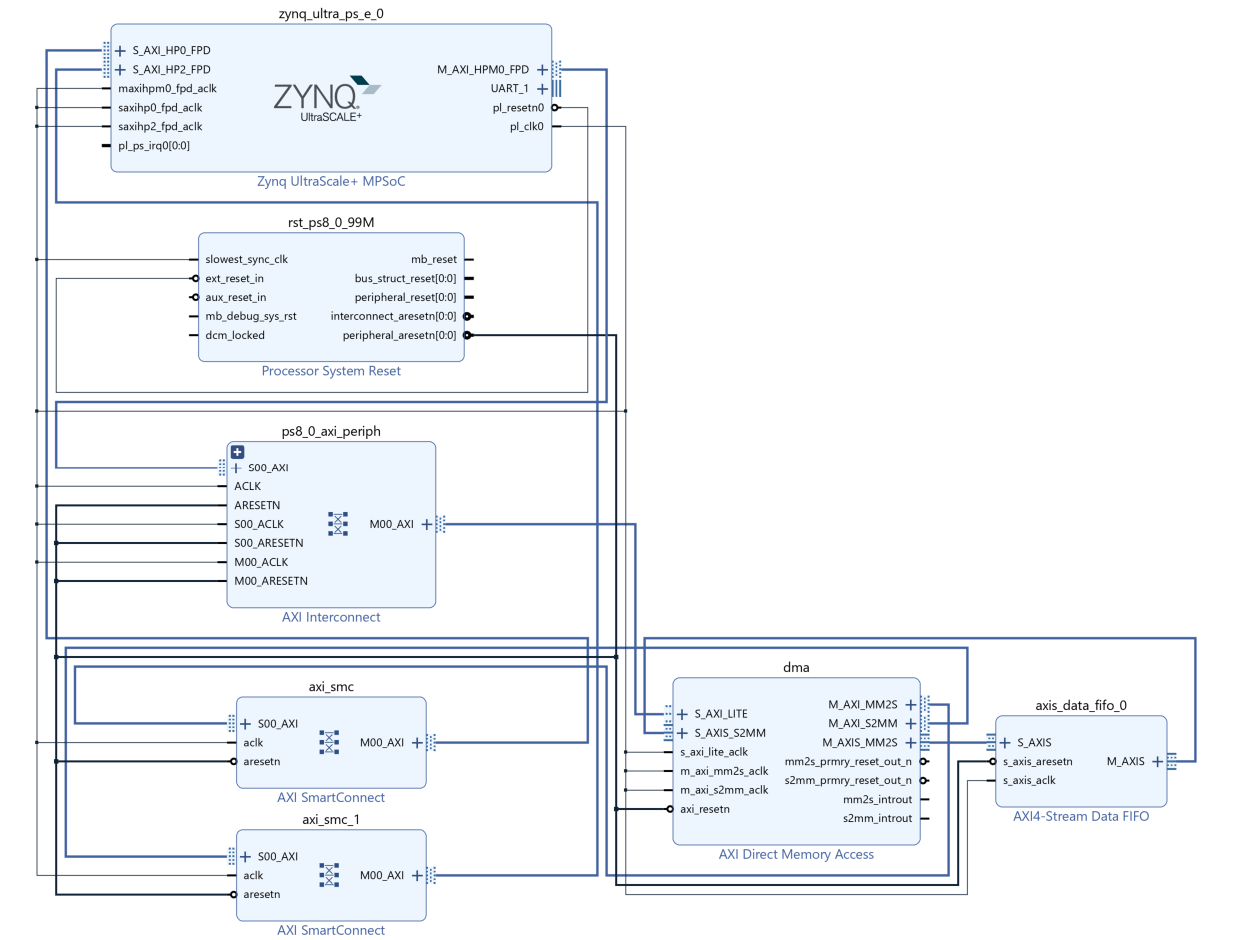 zynq_ultra_ps_e_0
S_AXI_HP0_FPD
S_AXI_HP2_FPD
maxihpm0_fpd_aclk
saxihp0_fpd_aclk
saxihp2_fpd_aclk
pl_ps_irq0[0:0]
ZYNQ
UltraSCALE+
M_AXI_HPM0_FPD
UART_1
pl_resetn0
pl_clk0
Zynq UltraScale+ MPSoC
rst_ps8_0_99M
slowest_sync_clk
ext_reset_in
aux_reset_in
mb_debug_sys_rst
dcm_locked
mb_reset
bus_struct_reset[0:0]
peripheral_reset[0:0]
interconnect_aresetn[0:0]
peripheral_aresetn[0:0]
Processor System Reset
ps8_0_axi_periph
S00_AXI
ACLK
ARESETN
S00_ACLK
S00_ARESETN
M00_ACLK
M00_ARESETN
M00_AXI
AXI Interconnect
axi_smc
S00_AXI
aclk
aresetn
M00_AXI
AXI SmartConnect
axi_smc_1
S00_AXI
aclk
aresetn
M00_AXI
AXI SmartConnect
dma
S_AXI_LITE
S_AXIS_S2MM
s_axi_lite_aclk
m_axi_mm2s_aclk
m_axi_s2mm_aclk
axi_resetn
M_AXI_MM2S
M_AXI_S2MM
M_AXIS_MM2S
mm2s_prmry_reset_out_n
s2mm_prmry_reset_out_n
mm2s_introut
s2mm_introut
AXI Direct Memory Access
axis_data_fifo_0
S_AXIS
s_axis_aresetn
s_axis_aclk
M_AXIS
AXI4-Stream Data FIFO